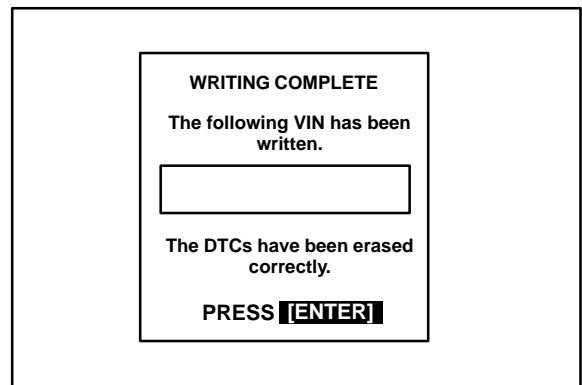 WRITING COMPLETE
The following VIN has been
written.
The DTCs have been erased
correctly.
PRESS [ENTER]